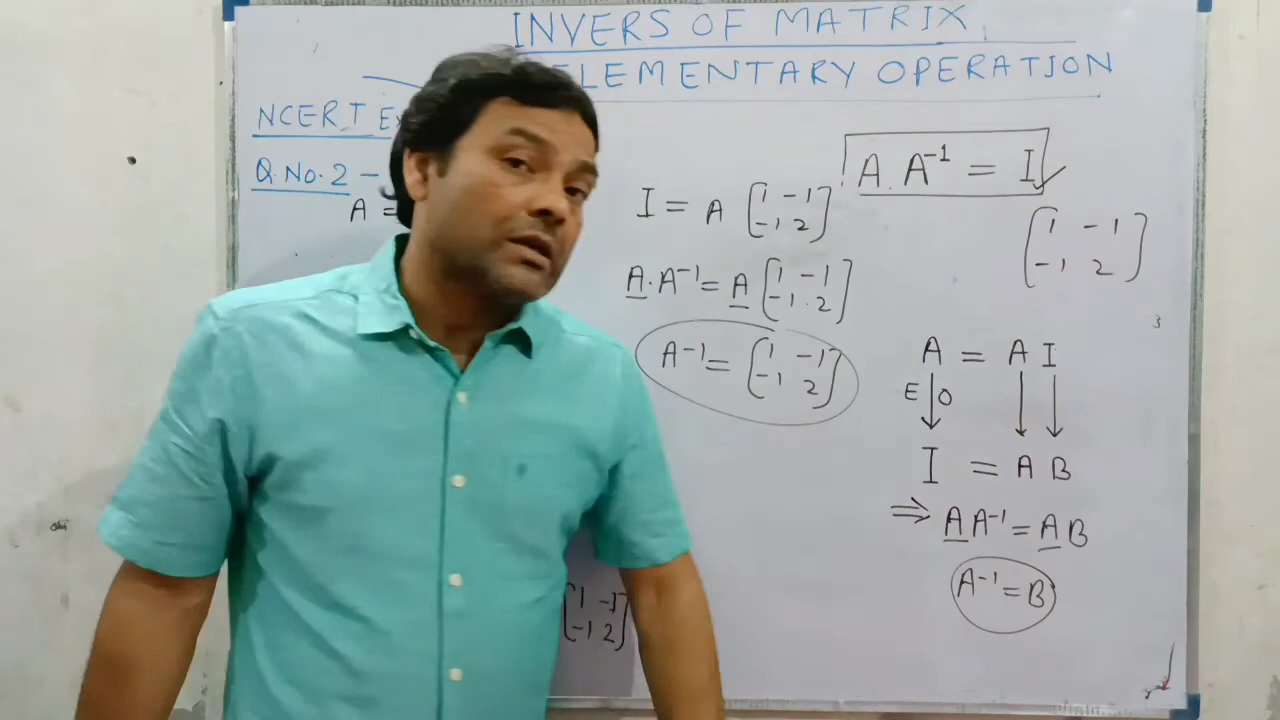 INVERS OF MATRIX
ELEMENTARY OPERATION
NCERT
Q.No.2 -
A =
I = A [1 -1
-1 2]
A.A⁻¹ = A [1 -1
-1 2]
A⁻¹ = [1 -1
-1 2]
[1 -1
-1 2]
A.A⁻¹ = I
[1 -1
-1 2]
3
A = A I
E O
I = A B
⇒ A A⁻¹ = A B
A⁻¹ = B